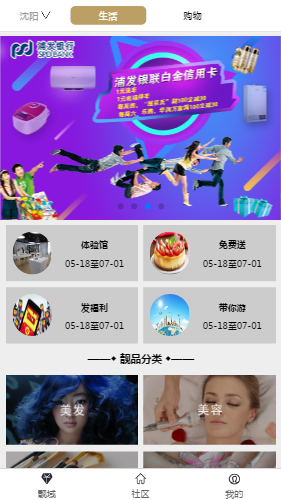 沈阳
生活
购物
浦发银行
SPD BANK
浦发银联白金信用卡
体验馆
05-18至07-01
免费送
05-18至07-01
发福利
05-18至07-01
带你游
05-18至07-01
靓品分类
美发
美容
靓域
社区
我的